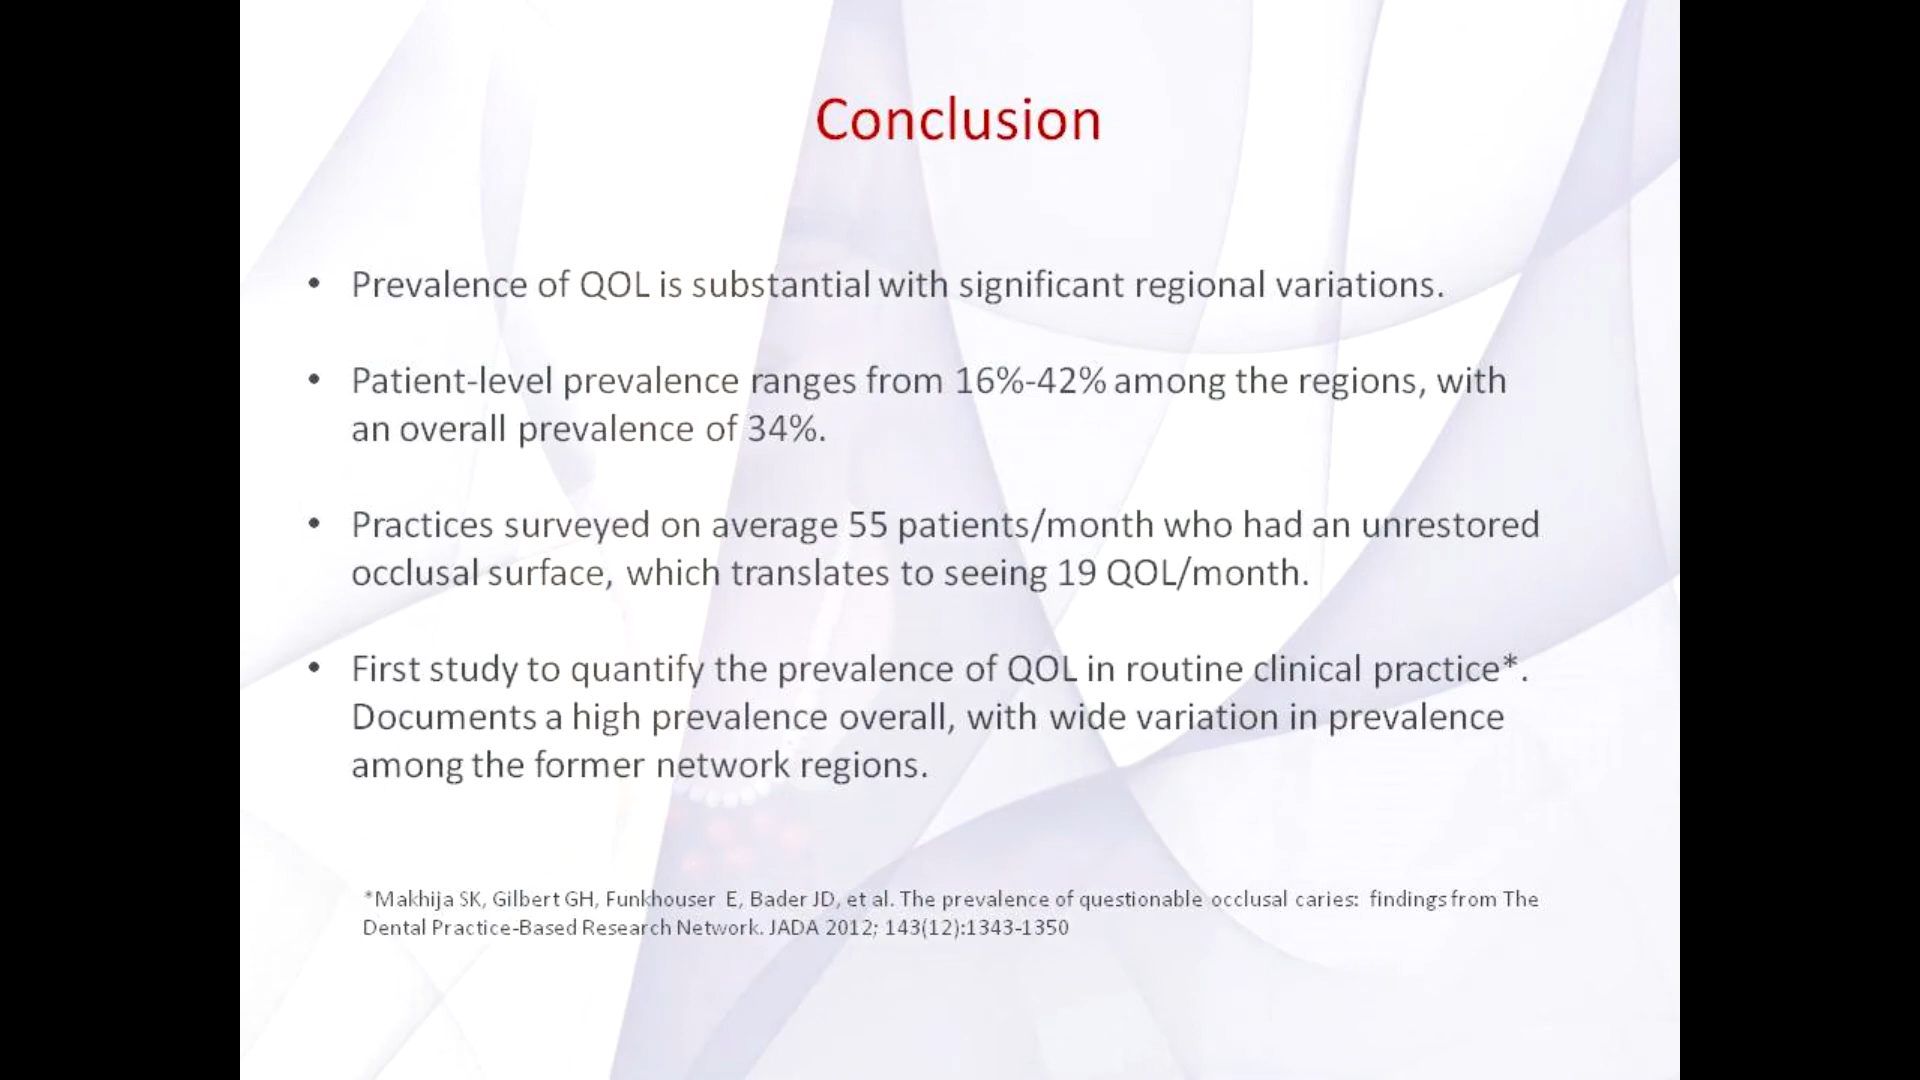 Conclusion
• Prevalence of QOL is substantial with significant regional variations.
• Patient-level prevalence ranges from 16%-42% among the regions, with
an overall prevalence of 34%.
• Practices surveyed on average 55 patients/month who had an unrestored
occlusal surface, which translates to seeing 19 QOL/month.
• First study to quantify the prevalence of QOL in routine clinical practice*.
Documents a high prevalence overall, with wide variation in prevalence
among the former network regions.
*Makhija SK, Gilbert GH, Funkhouser E, Bader JD, et al. The prevalence of questionable occlusal caries: findings from The
Dental Practice-Based Research Network. JADA 2012; 143(12):1343-1350